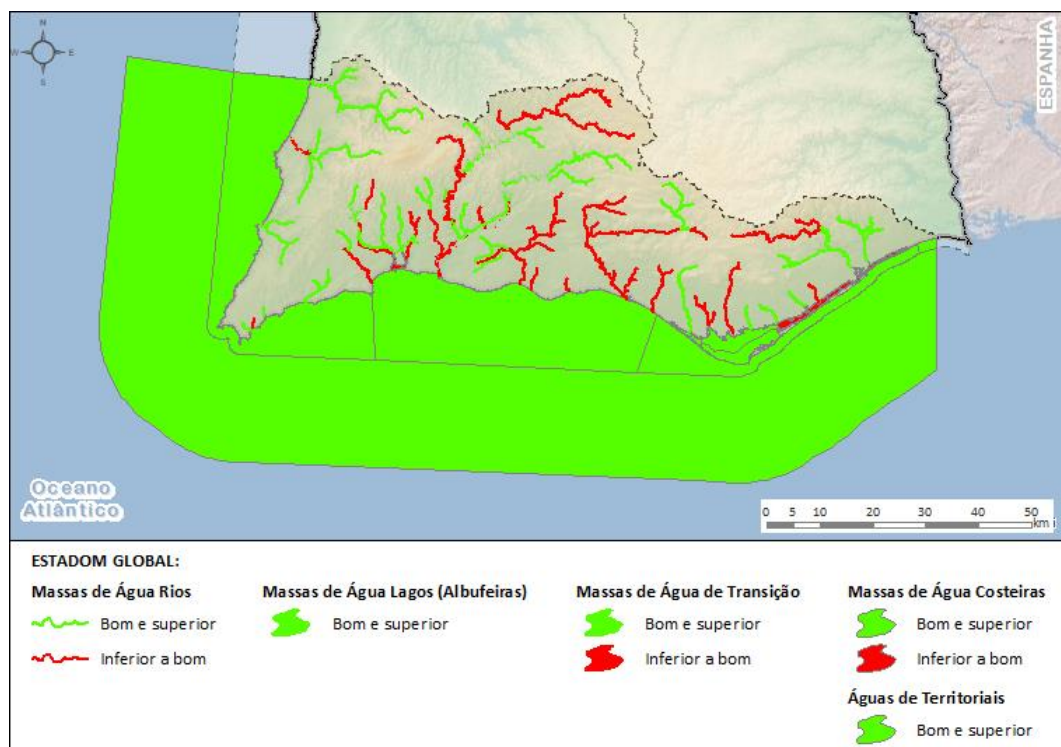 N
W E
S
ESPANHA
Oceano
Atlântico
0 5 10 20 30 40 50
km
ESTADOM GLOBAL:
Massas de Água Rios
Bom e superior
Inferior a bom
Massas de Água Lagos (Albufeiras)
Bom e superior
Massas de Água de Transição
Bom e superior
Inferior a bom
Massas de Água Costeiras
Bom e superior
Inferior a bom
Águas de Territoriais
Bom e superior